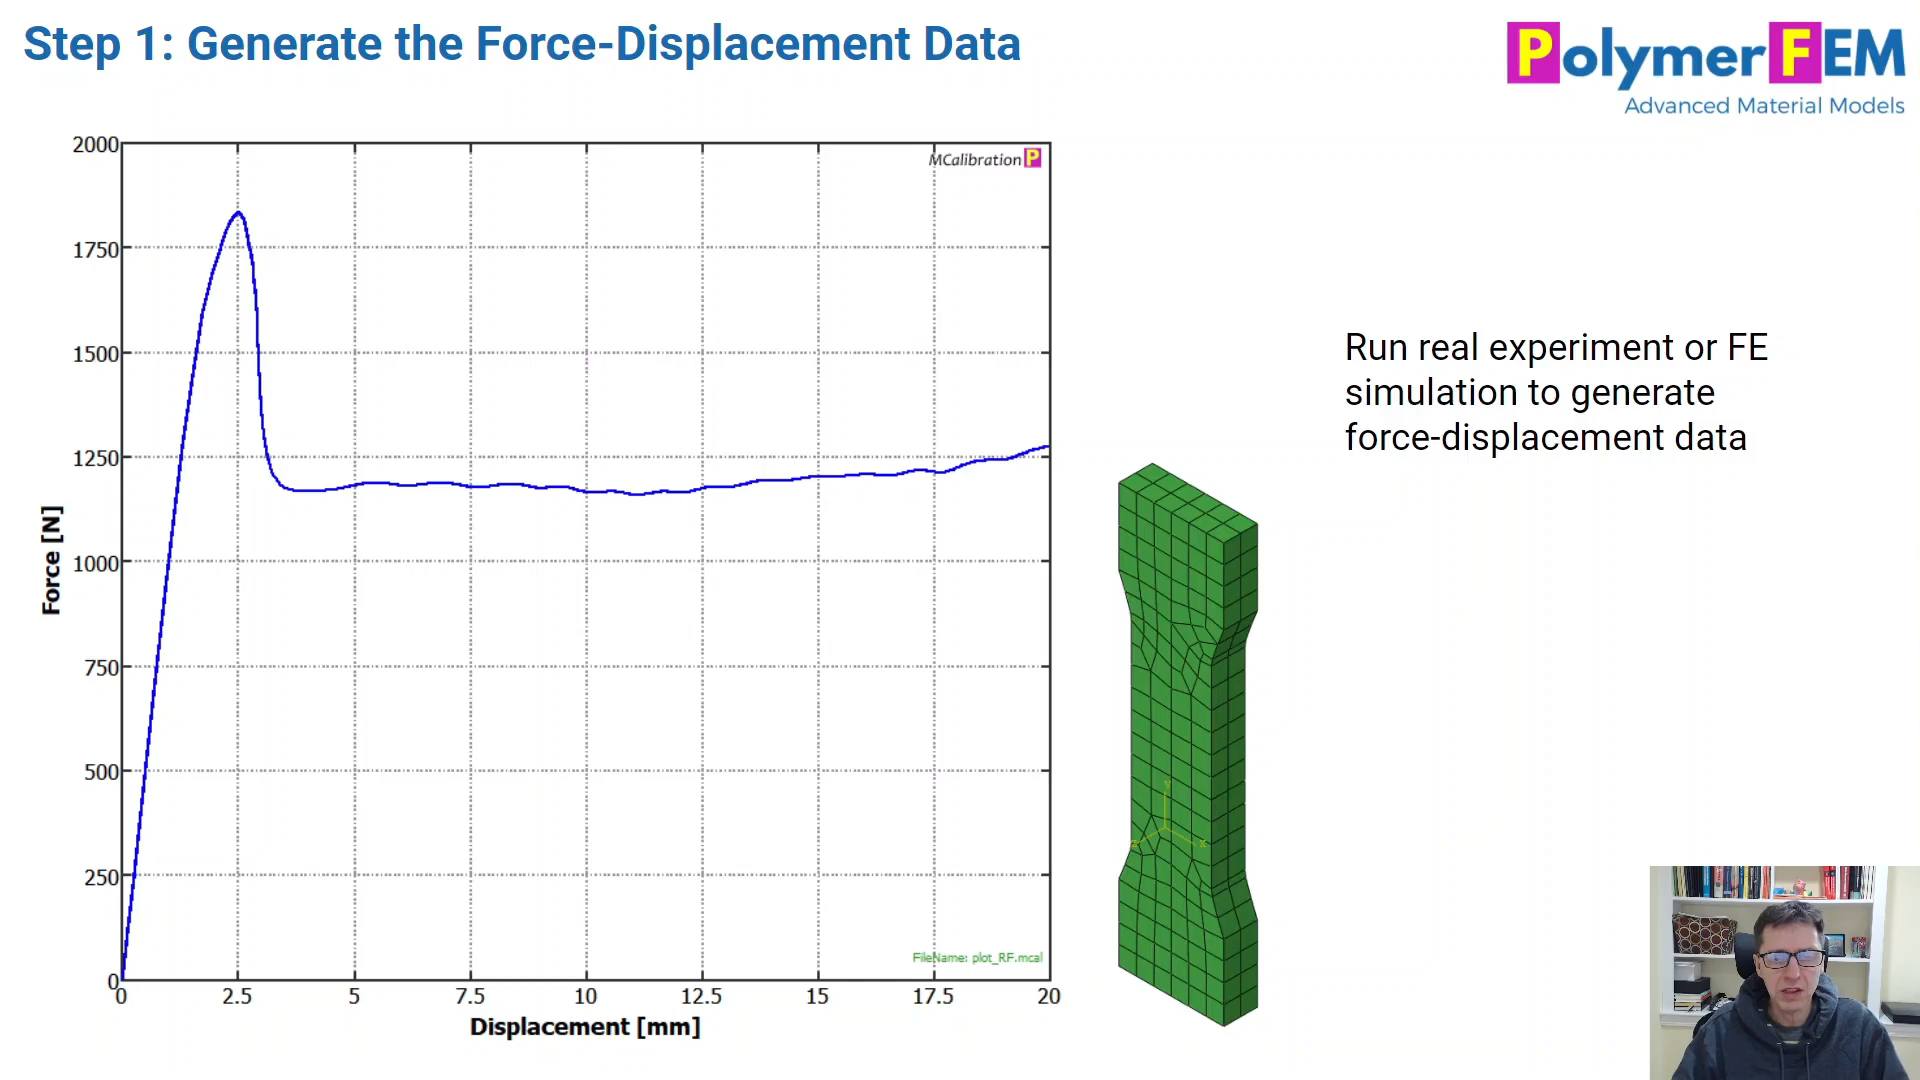 Step 1: Generate the Force-Displacement Data
PolymerFEM
Advanced Material Models
MCalibration P
2000
1750
1500
1250
1000
750
500
250
0
Force [N]
0 2.5 5 7.5 10 12.5 15 17.5 20
Displacement [mm]
FileName: plot_RF.mcal
Run real experiment or FE
simulation to generate
force-displacement data
Y
Z
X